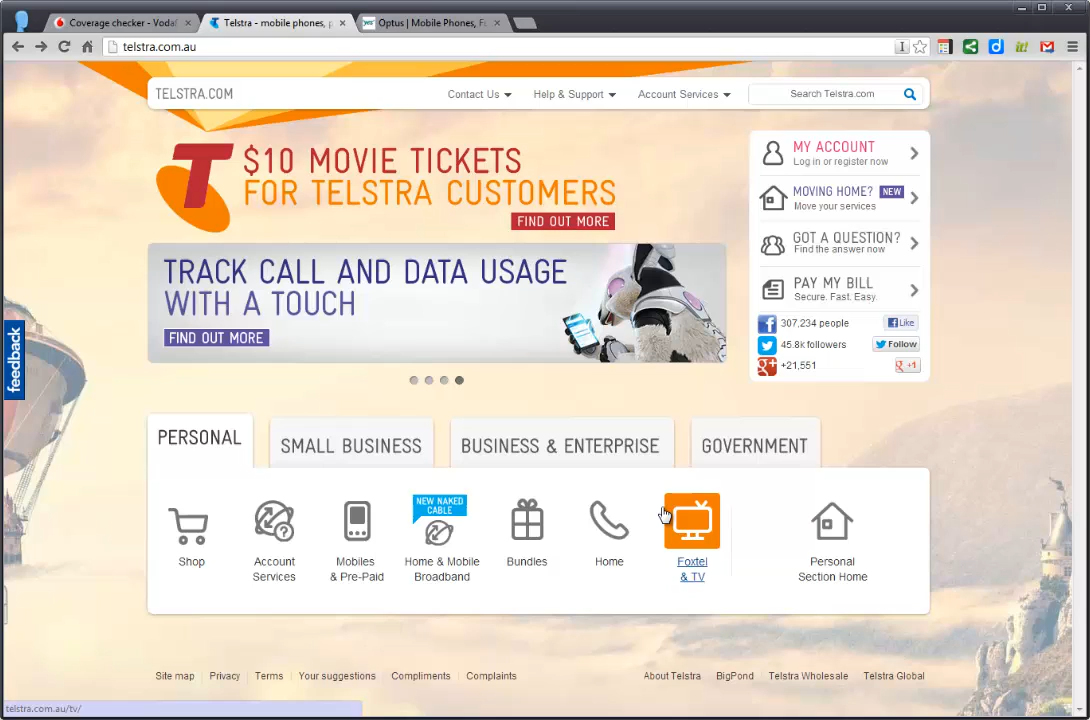 Coverage checker - Vodaf
Telstra - mobile phones, p
Optus | Mobile Phones, Fi
telstra.com.au
TELSTRA.COM
Contact Us
Help & Support
Account Services
Search Telstra.com
$10 MOVIE TICKETS
FOR TELSTRA CUSTOMERS
FIND OUT MORE
TRACK CALL AND DATA USAGE
WITH A TOUCH
FIND OUT MORE
MY ACCOUNT
Log in or register now
MOVING HOME? NEW
Move your services
GOT A QUESTION?
Find the answer now
PAY MY BILL
Secure. Fast. Easy.
307,234 people
Like
45.8k followers
Follow
+21,551
+1
feedback
PERSONAL
SMALL BUSINESS
BUSINESS & ENTERPRISE
GOVERNMENT
Shop
Account
Services
Mobiles
& Pre-Paid
NEW NAKED
CABLE
Home & Mobile
Broadband
Bundles
Home
Foxtel
& TV
Personal
Section Home
Site map
Privacy
Terms
Your suggestions
Compliments
Complaints
About Telstra
BigPond
Telstra Wholesale
Telstra Global
telstra.com.au/tv/